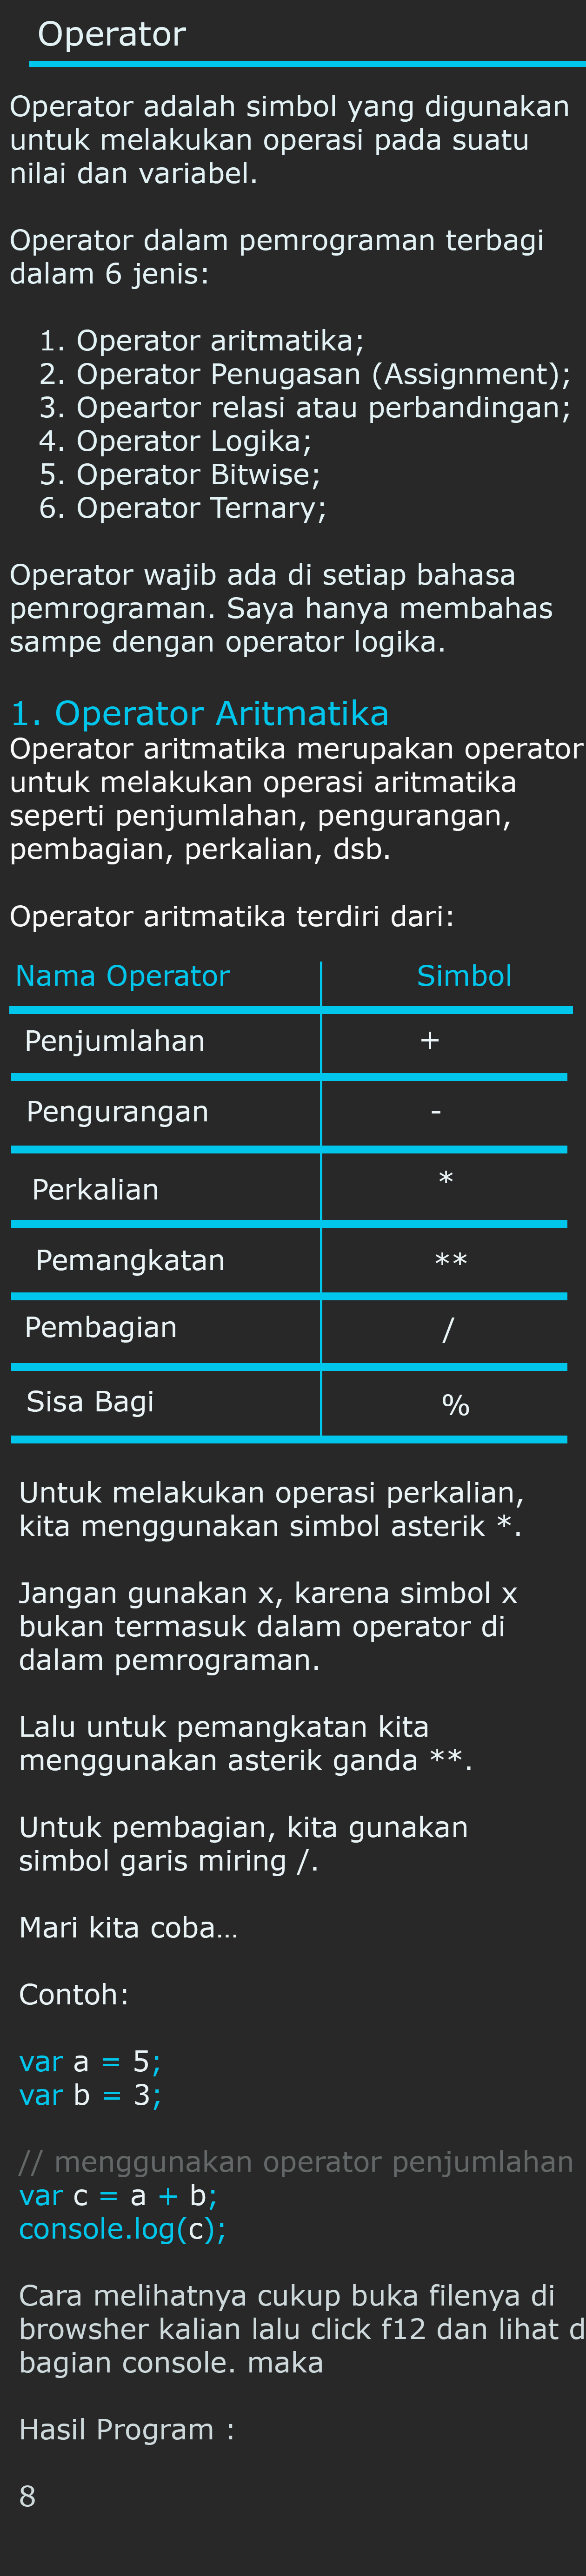 Operator
Operator adalah simbol yang digunakan
untuk melakukan operasi pada suatu
nilai dan variabel.
Operator dalam pemrograman terbagi
dalam 6 jenis:
1. Operator aritmatika;
2. Operator Penugasan (Assignment);
3. Opeartor relasi atau perbandingan;
4. Operator Logika;
5. Operator Bitwise;
6. Operator Ternary;
Operator wajib ada di setiap bahasa
pemrograman. Saya hanya membahas
sampe dengan operator logika.
1. Operator Aritmatika
Operator aritmatika merupakan operator
untuk melakukan operasi aritmatika
seperti penjumlahan, pengurangan,
pembagian, perkalian, dsb.
Operator aritmatika terdiri dari:
Nama Operator Simbol
Penjumlahan +
Pengurangan -
Perkalian *
Pemangkatan **
Pembagian /
Sisa Bagi %
Untuk melakukan operasi perkalian,
kita menggunakan simbol asterik *.
Jangan gunakan x, karena simbol x
bukan termasuk dalam operator di
dalam pemrograman.
Lalu untuk pemangkatan kita
menggunakan asterik ganda **.
Untuk pembagian, kita gunakan
simbol garis miring /.
Mari kita coba…
Contoh:
var a = 5;
var b = 3;
// menggunakan operator penjumlahan
var c = a + b;
console.log(c);
Cara melihatnya cukup buka filenya di
browsher kalian lalu click f12 dan lihat d
bagian console. maka
Hasil Program :
8